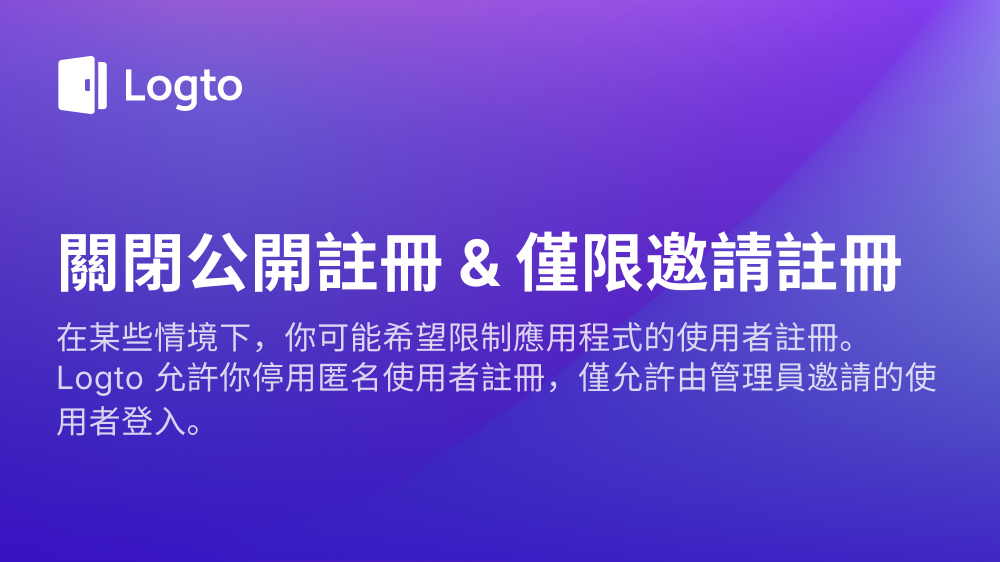 Logto
關閉公開註冊 & 僅限邀請註冊
在某些情境下，你可能希望限制應用程式的使用者註冊。
Logto 允許你停用匿名使用者註冊，僅允許由管理員邀請的使
用者登入。